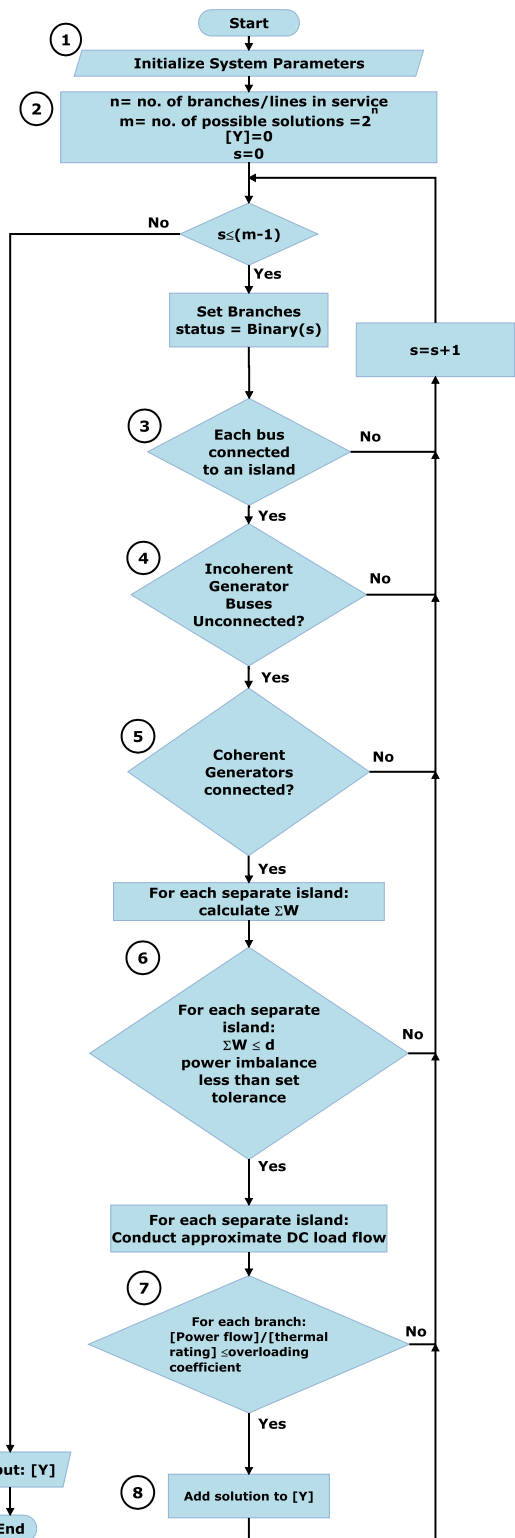 Start
1
Initialize System Parameters
2
n= no. of branches/lines in service
m= no. of possible solutions =2ⁿ
[Y]=0
s=0
No
s≤(m-1)
Yes
Set Branches
status = Binary(s)
s=s+1
3
Each bus
connected
to an island
No
Yes
4
Incoherent
Generator
Buses
Unconnected?
No
Yes
5
Coherent
Generators
connected?
No
Yes
For each separate island:
calculate ΣW
6
For each separate
island:
ΣW ≤ d
power imbalance
less than set
tolerance
No
Yes
For each separate island:
Conduct approximate DC load flow
7
For each branch:
[Power flow]/[thermal
rating] ≤overloading
coefficient
No
Yes
[Y]
8
Add solution to [Y]
End